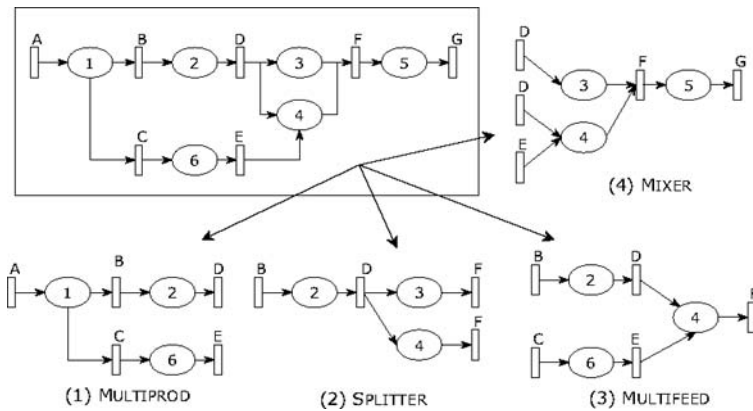 A
B
D
F
G
1
2
3
5
4
C
E
6
D
F
G
3
5
D
4
E
(4) MIXER
A
B
D
1
2
C
E
6
(1) MULTIPROD
B
D
F
2
3
F
4
(2) SPLITTER
B
D
2
F
4
C
E
6
(3) MULTIFEED